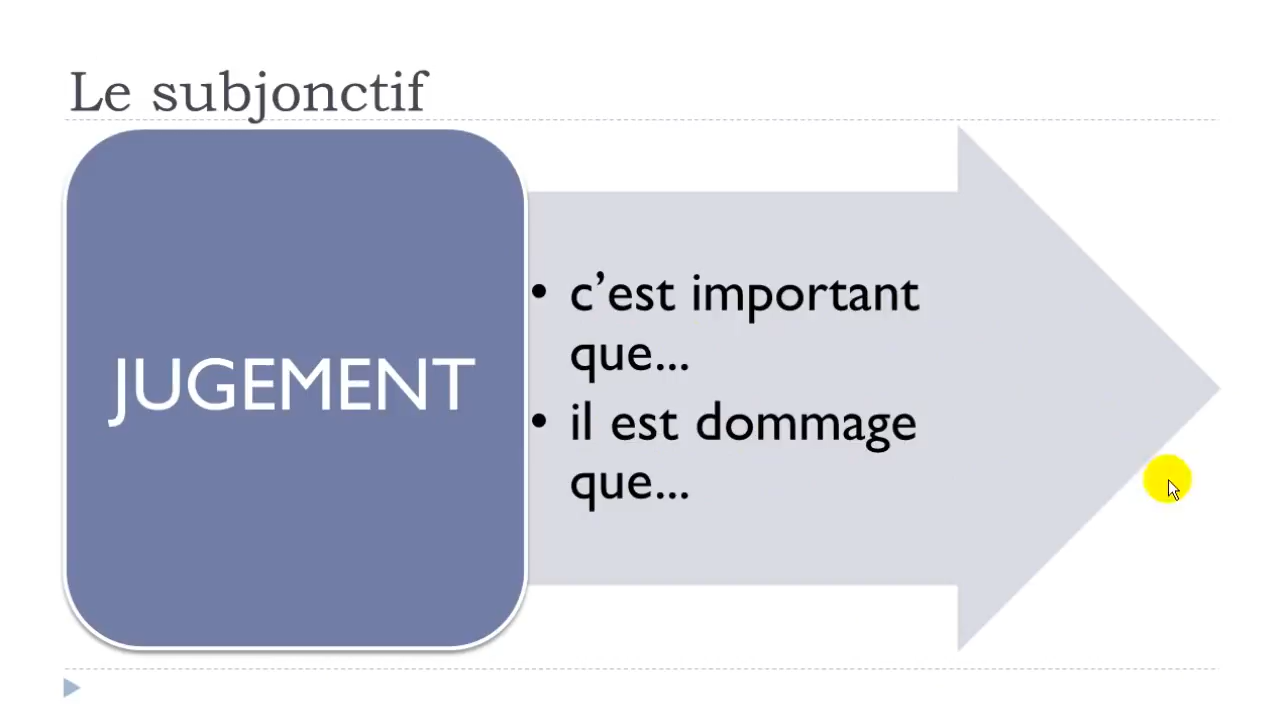 Le subjonctif
JUGEMENT
• c’est important
que...
• il est dommage
que...